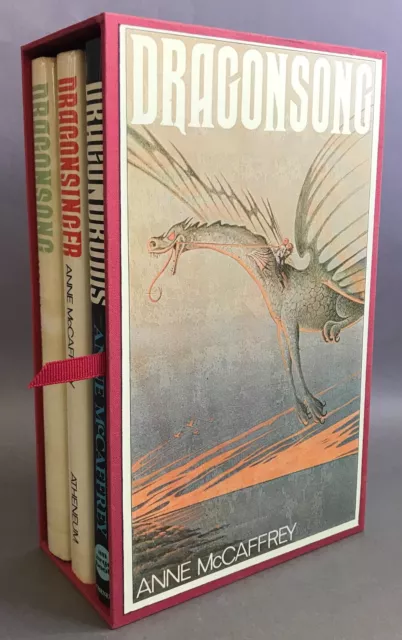 DRAGONSONG
DRAGONSINGER
ANNE McCAFFREY
ATHENEUM
DRAGONDRUMS
ANNE McCAFFREY
DRAGONSONG
ANNE McCAFFREY